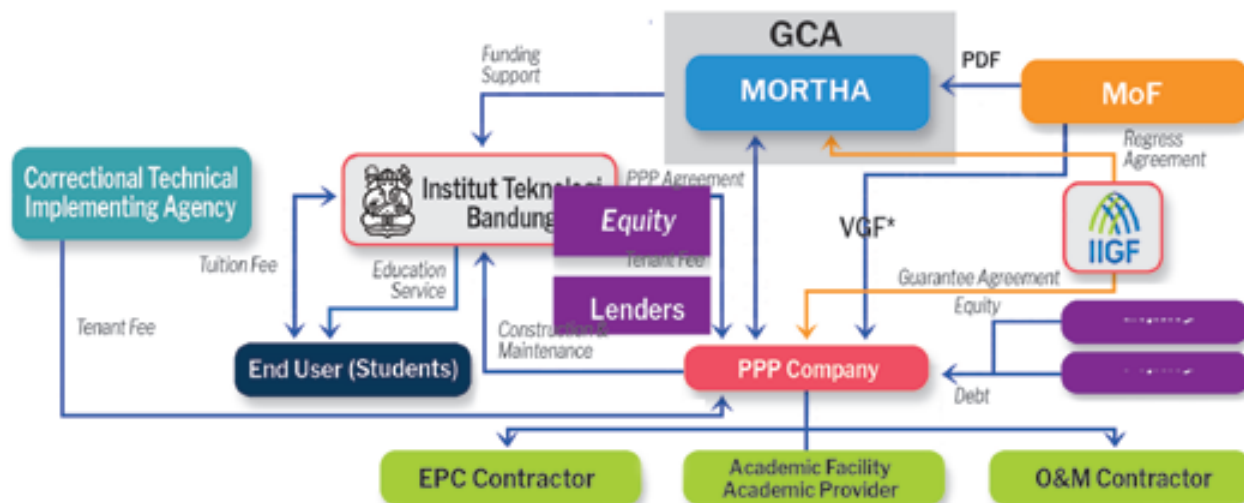 GCA
Funding
Support
MORTHA
PDF
MoF
Regress
Agreement
Correctional Technical
Implementing Agency
Institut Teknologi
Bandung
PPP Agreement
Equity
VGF*
IIGF
Tuition Fee
Education
Service
Tenant Fee
Guarantee Agreement
Equity
Lenders
Tenant Fee
Construction &
Maintenance
End User (Students)
PPP Company
Debt
EPC Contractor
Academic Facility
Academic Provider
O&M Contractor